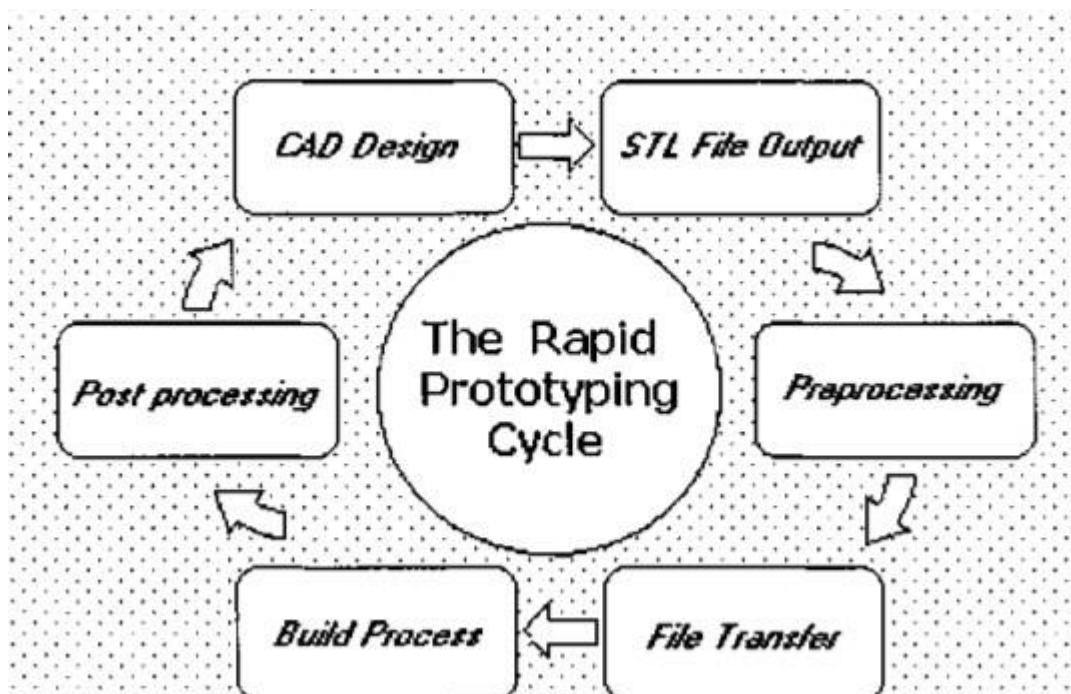 CAD Design
STL File Output
The Rapid
Prototyping
Cycle
Post processing
Preprocessing
Build Process
File Transfer